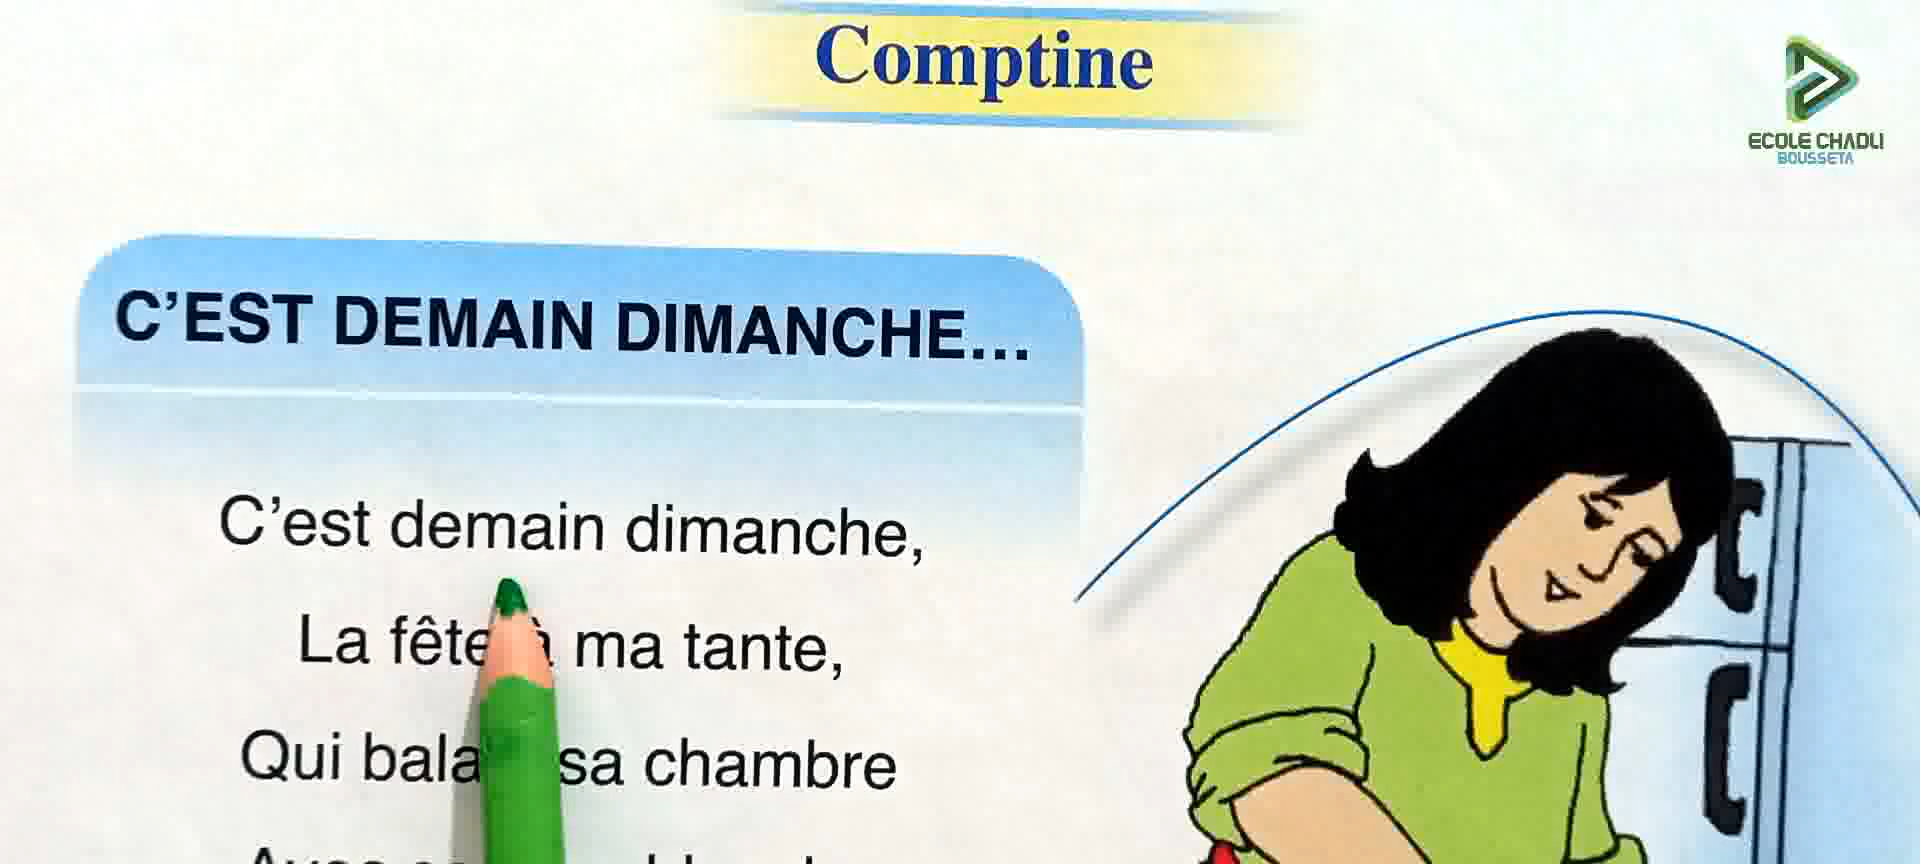 Comptine
ECOLE CHADLI
BOUSSETA
C'EST DEMAIN DIMANCHE...
C'est demain dimanche,
La fête à ma tante,
Qui bala sa chambre